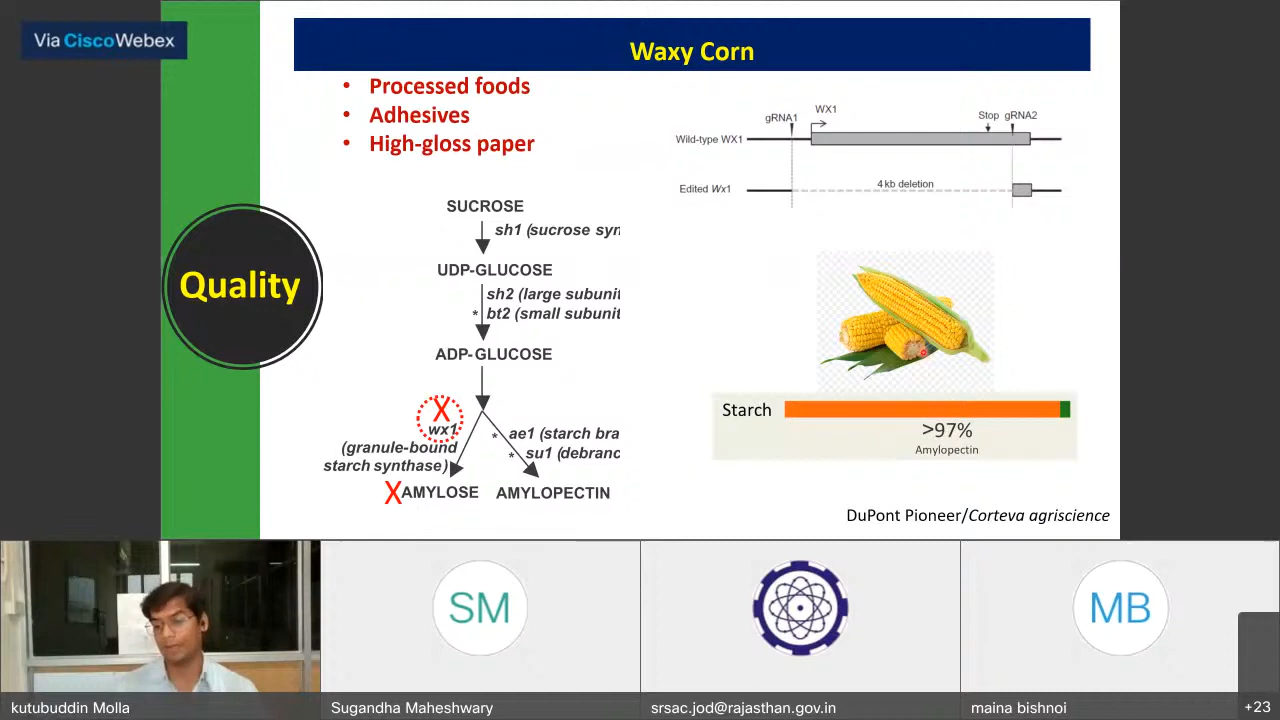 Via CiscoWebex
Waxy Corn
• Processed foods
• Adhesives
• High-gloss paper
gRNA1
WX1
Stop gRNA2
Wild-type WX1
Edited Wx1
4 kb deletion
Quality
SUCROSE
sh1 (sucrose syn
UDP-GLUCOSE
sh2 (large subunit
* bt2 (small subunit
ADP-GLUCOSE
X
wx1
(granule-bound
starch synthase)
* ae1 (starch bra
* su1 (debranc
X AMYLOSE AMYLOPECTIN
Starch
>97%
Amylopectin
DuPont Pioneer/Corteva agriscience
SM
MB
kutubuddin Molla
Sugandha Maheshwary
srsac.jod@rajasthan.gov.in
maina bishnoi
+23